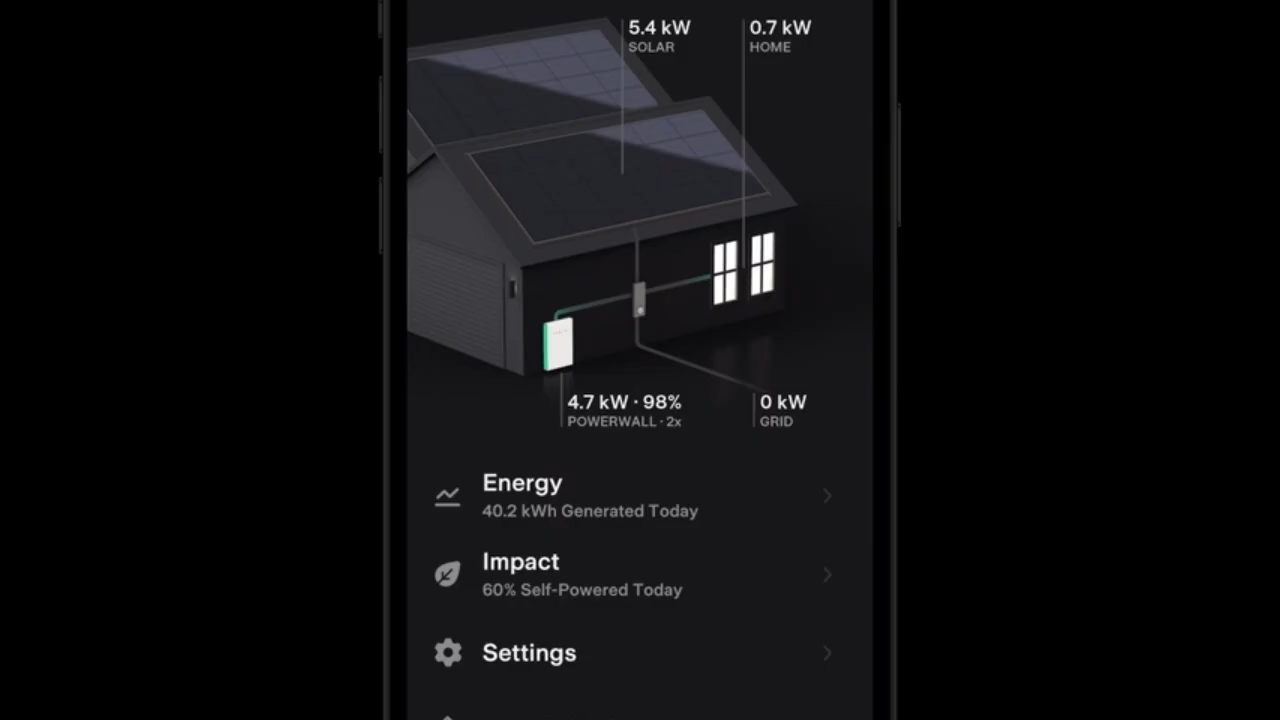 5.4 kW
SOLAR
0.7 kW
HOME
4.7 kW · 98%
POWERWALL · 2x
0 kW
GRID
Energy
40.2 kWh Generated Today
Impact
60% Self-Powered Today
Settings